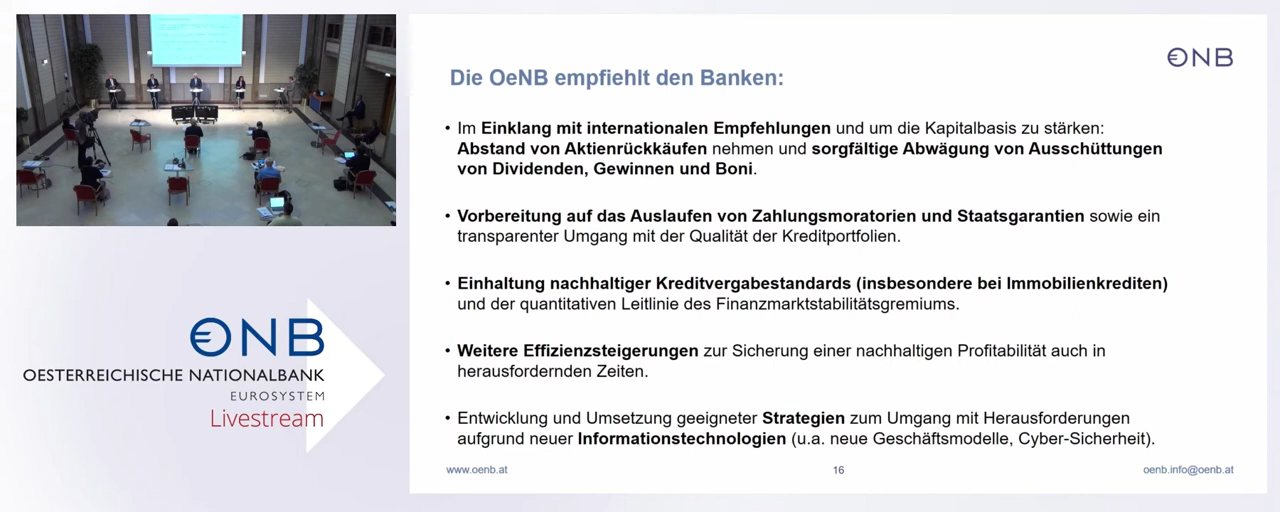 ONB
Die OeNB empfiehlt den Banken:
• Im Einklang mit internationalen Empfehlungen und um die Kapitalbasis zu stärken:
Abstand von Aktienrückkäufen nehmen und sorgfältige Abwägung von Ausschüttungen
von Dividenden, Gewinnen und Boni.
• Vorbereitung auf das Auslaufen von Zahlungsmoratorien und Staatsgarantien sowie ein
transparenter Umgang mit der Qualität der Kreditportfolien.
• Einhaltung nachhaltiger Kreditvergabestandards (insbesondere bei Immobilienkrediten)
und der quantitativen Leitlinie des Finanzmarktstabilitätsgremiums.
• Weitere Effizienzsteigerungen zur Sicherung einer nachhaltigen Profitabilität auch in
herausfordernden Zeiten.
• Entwicklung und Umsetzung geeigneter Strategien zum Umgang mit Herausforderungen
aufgrund neuer Informationstechnologien (u.a. neue Geschäftsmodelle, Cyber-Sicherheit).
www.oenb.at
16
oenb.info@oenb.at
ONB
OESTERREICHISCHE NATIONALBANK
EUROSYSTEM
Livestream